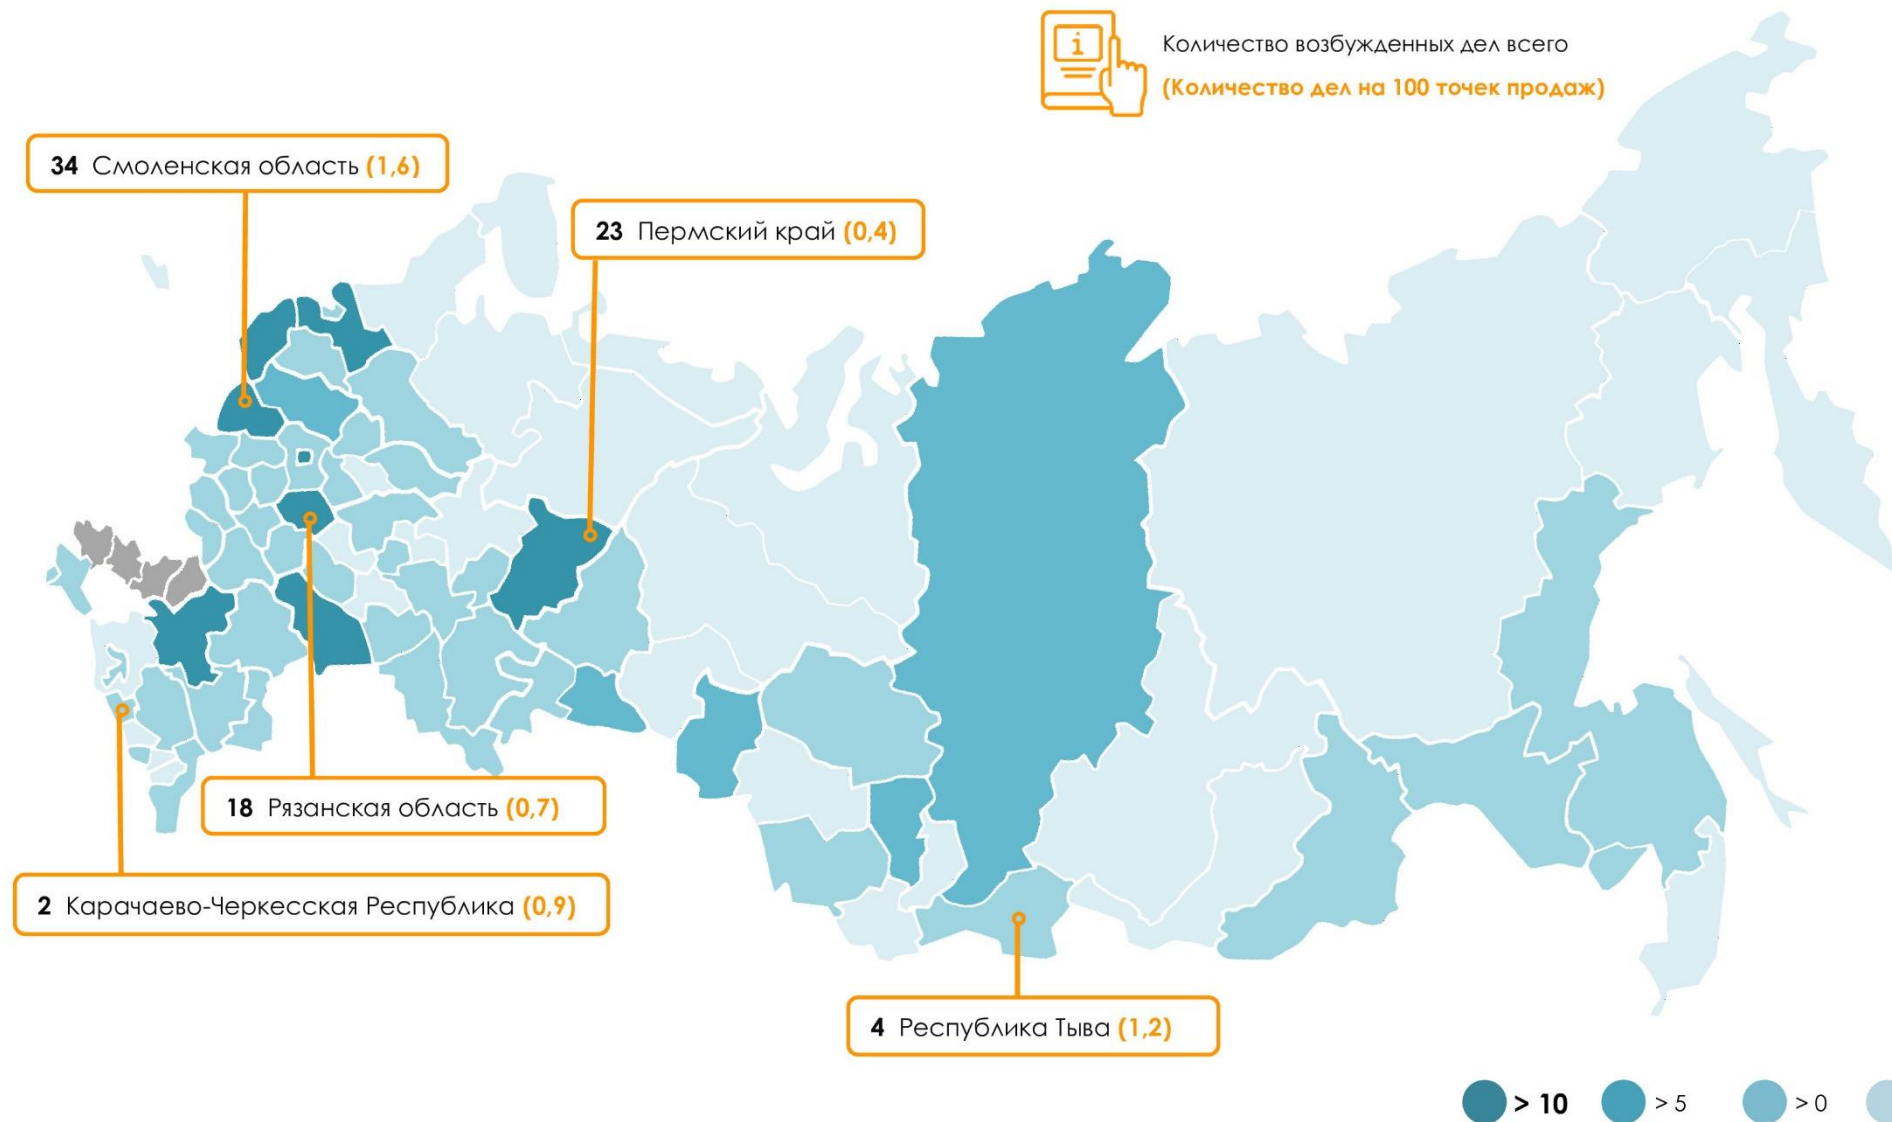 i
Количество возбужденных дел всего
(Количество дел на 100 точек продаж)
34 Смоленская область (1,6)
23 Пермский край (0,4)
18 Рязанская область (0,7)
2 Карачаево-Черкесская Республика (0,9)
4 Республика Тыва (1,2)
> 10 > 5 > 0